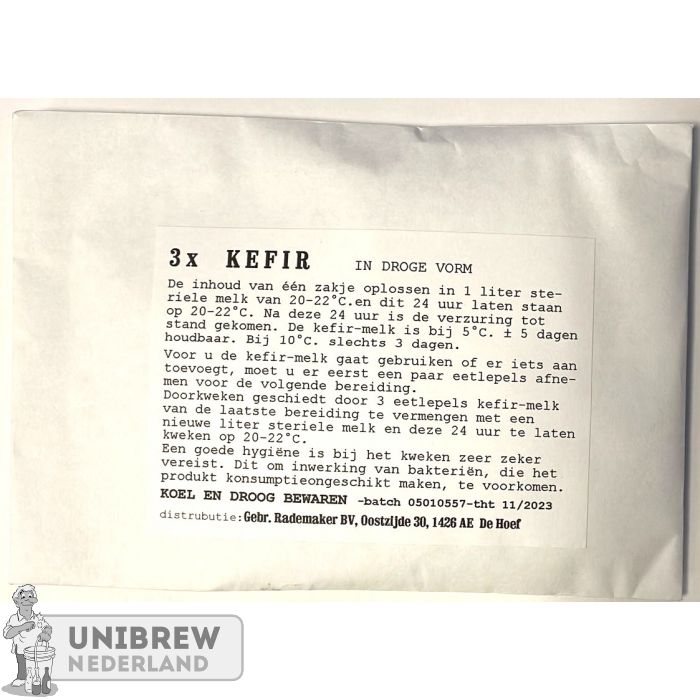 3x KEFIR IN DROGE VORM
De inhoud van één zakje oplossen in 1 liter ste-
riele melk van 20-22°C.en dit 24 uur laten staan
op 20-22°C. Na deze 24 uur is de verzuring tot
stand gekomen. De kefir-melk is bij 5°C. ± 5 dagen
houdbaar. Bij 10°C. slechts 3 dagen.
Voor u de kefir-melk gaat gebruiken of er iets aan
toevoegt, moet u er eerst een paar eetlepels afne-
men voor de volgende bereiding.
Doorkweken geschiedt door 3 eetlepels kefir-melk
van de laatste bereiding te vermengen met een
nieuwe liter steriele melk en deze 24 uur te laten
kweken op 20-22°C.
Een goede hygiëne is bij het kweken zeer zeker
vereist. Dit om inwerking van bakteriën, die het
produkt konsumptieongeschikt maken, te voorkomen.
KOEL EN DROOG BEWAREN -batch 05010557-tht 11/2023
distrubutie: Gebr. Rademaker BV, Oostzijde 30, 1426 AE De Hoef
UNIBREW
NEDERLAND